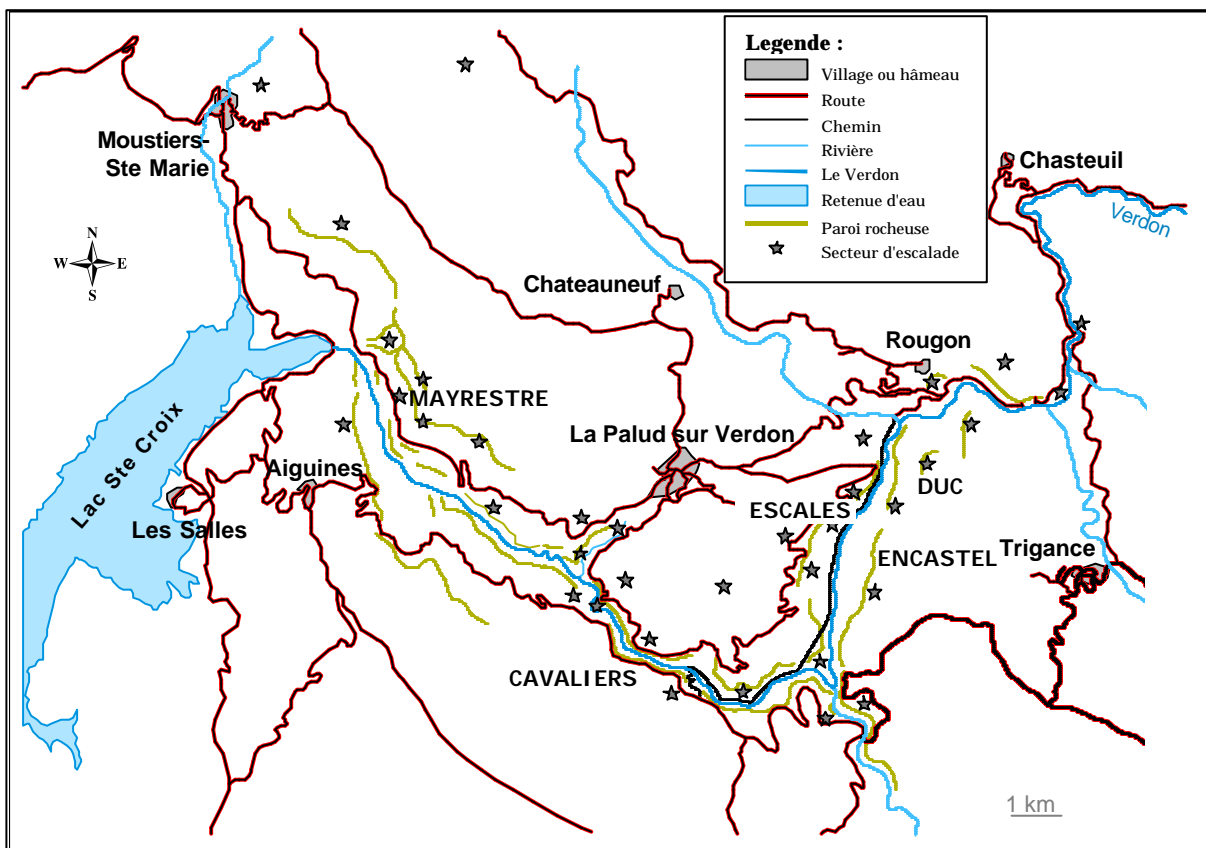 Legende :
Village ou hâmeau
Route
Chemin
Rivière
Le Verdon
Retenue d'eau
Paroi rocheuse
Secteur d'escalade
Moustiers-
Ste Marie
Chasteuil
Verdon
N
W E
S
Chateauneuf
Rougon
MAYRESTRE
La Palud sur Verdon
Lac Ste Croix
Aiguines
Les Salles
DUC
ESCALES
ENCASTEL
Trigance
CAVALIERS
1 km